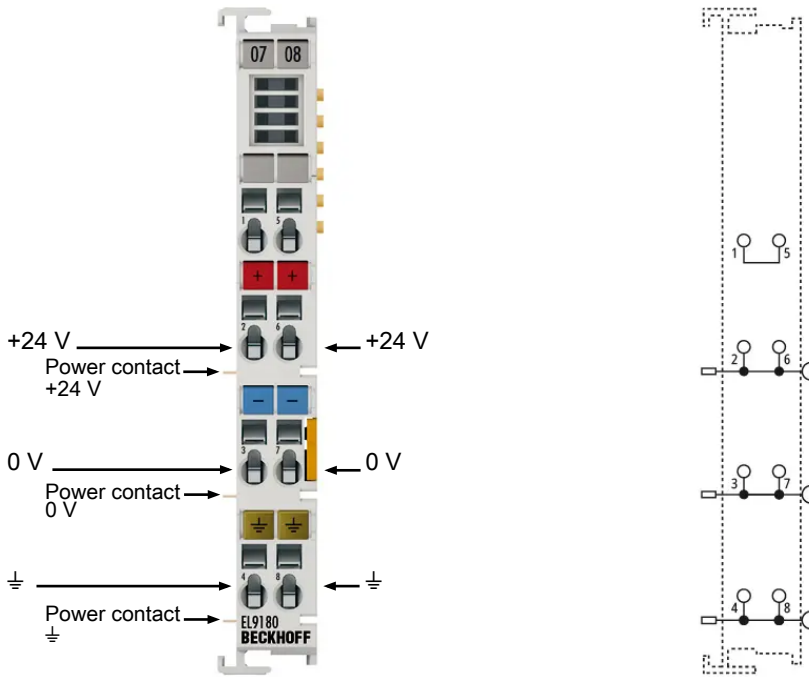 07 08
1 5
1 5
+ +
2 6
+24 V +24 V
2 6
Power contact
+24 V
− −
3 7
0 V 0 V
3 7
Power contact
0 V
4 8
4 8
Power contact
EL9180
BECKHOFF